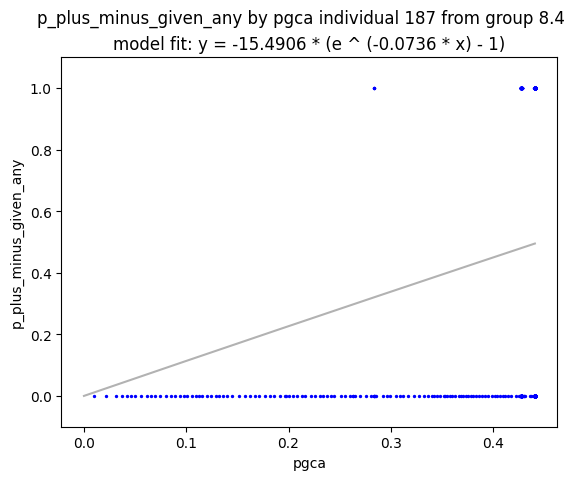 p_plus_minus_given_any by pgca individual 187 from group 8.4
model fit: y = -15.4906 * (e ^ (-0.0736 * x) - 1)
1.0
0.8
0.6
0.4
0.2
0.0
p_plus_minus_given_any
0.0 0.1 0.2 0.3 0.4
pgca